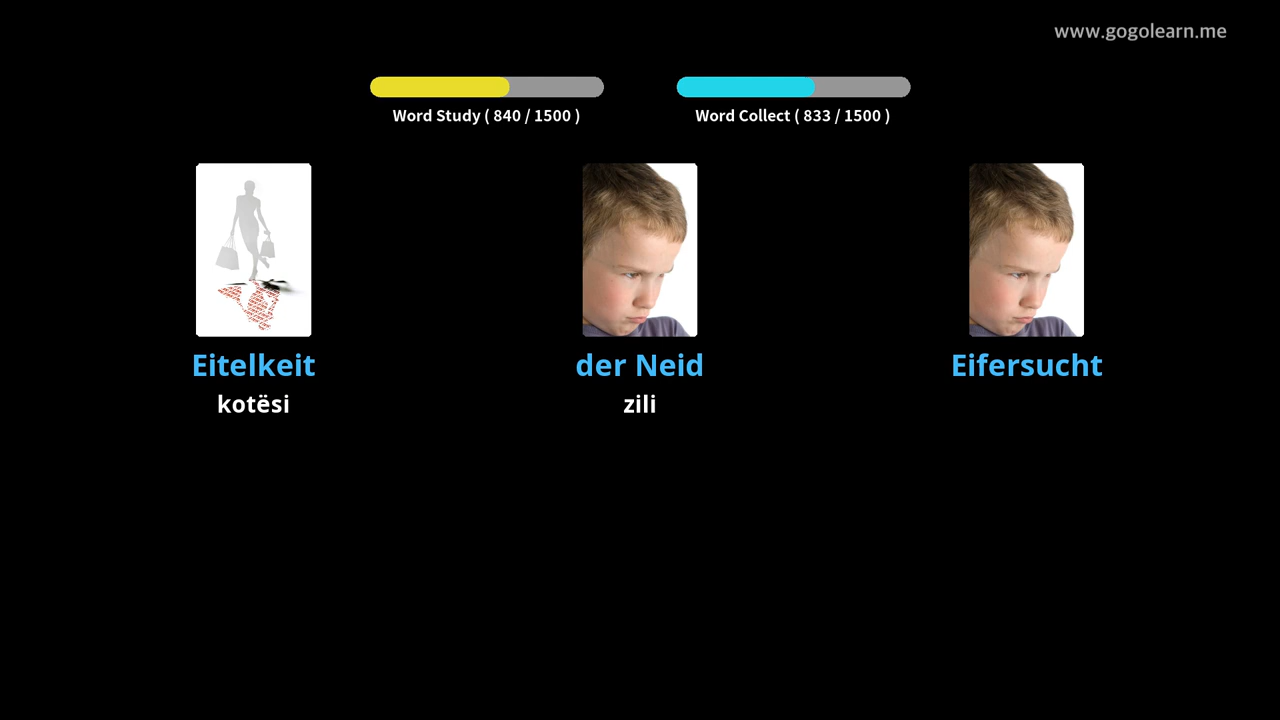 www.gogolearn.me
Word Study ( 840 / 1500 )
Word Collect ( 833 / 1500 )
Eitelkeit
kotësi
der Neid
zili
Eifersucht